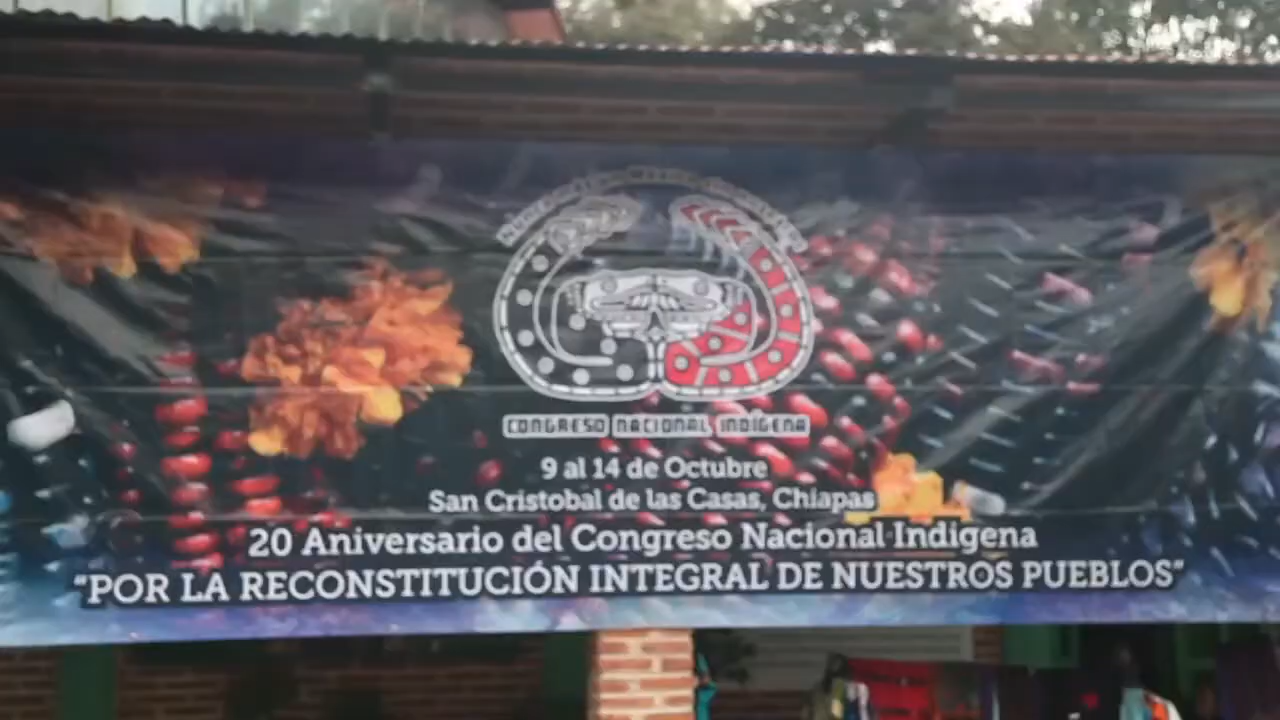 CONGRESO NACIONAL INDÍGENA
9 al 14 de Octubre
San Cristobal de las Casas, Chiapas
20 Aniversario del Congreso Nacional Indigena
“POR LA RECONSTITUCIÓN INTEGRAL DE NUESTROS PUEBLOS”